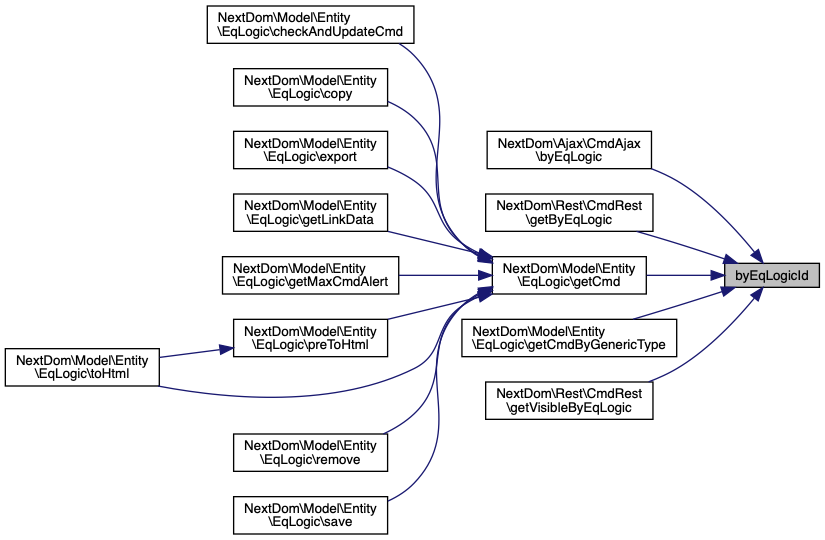 NextDom\Model\Entity
\EqLogic\checkAndUpdateCmd
NextDom\Model\Entity
\EqLogic\copy
NextDom\Model\Entity
\EqLogic\export
NextDom\Model\Entity
\EqLogic\getLinkData
NextDom\Model\Entity
\EqLogic\getMaxCmdAlert
NextDom\Model\Entity
\EqLogic\preToHtml
NextDom\Model\Entity
\EqLogic\toHtml
NextDom\Model\Entity
\EqLogic\remove
NextDom\Model\Entity
\EqLogic\save
NextDom\Ajax\CmdAjax
\byEqLogic
NextDom\Rest\CmdRest
\getByEqLogic
NextDom\Model\Entity
\EqLogic\getCmd
NextDom\Model\Entity
\EqLogic\getCmdByGenericType
NextDom\Rest\CmdRest
\getVisibleByEqLogic
byEqLogicId